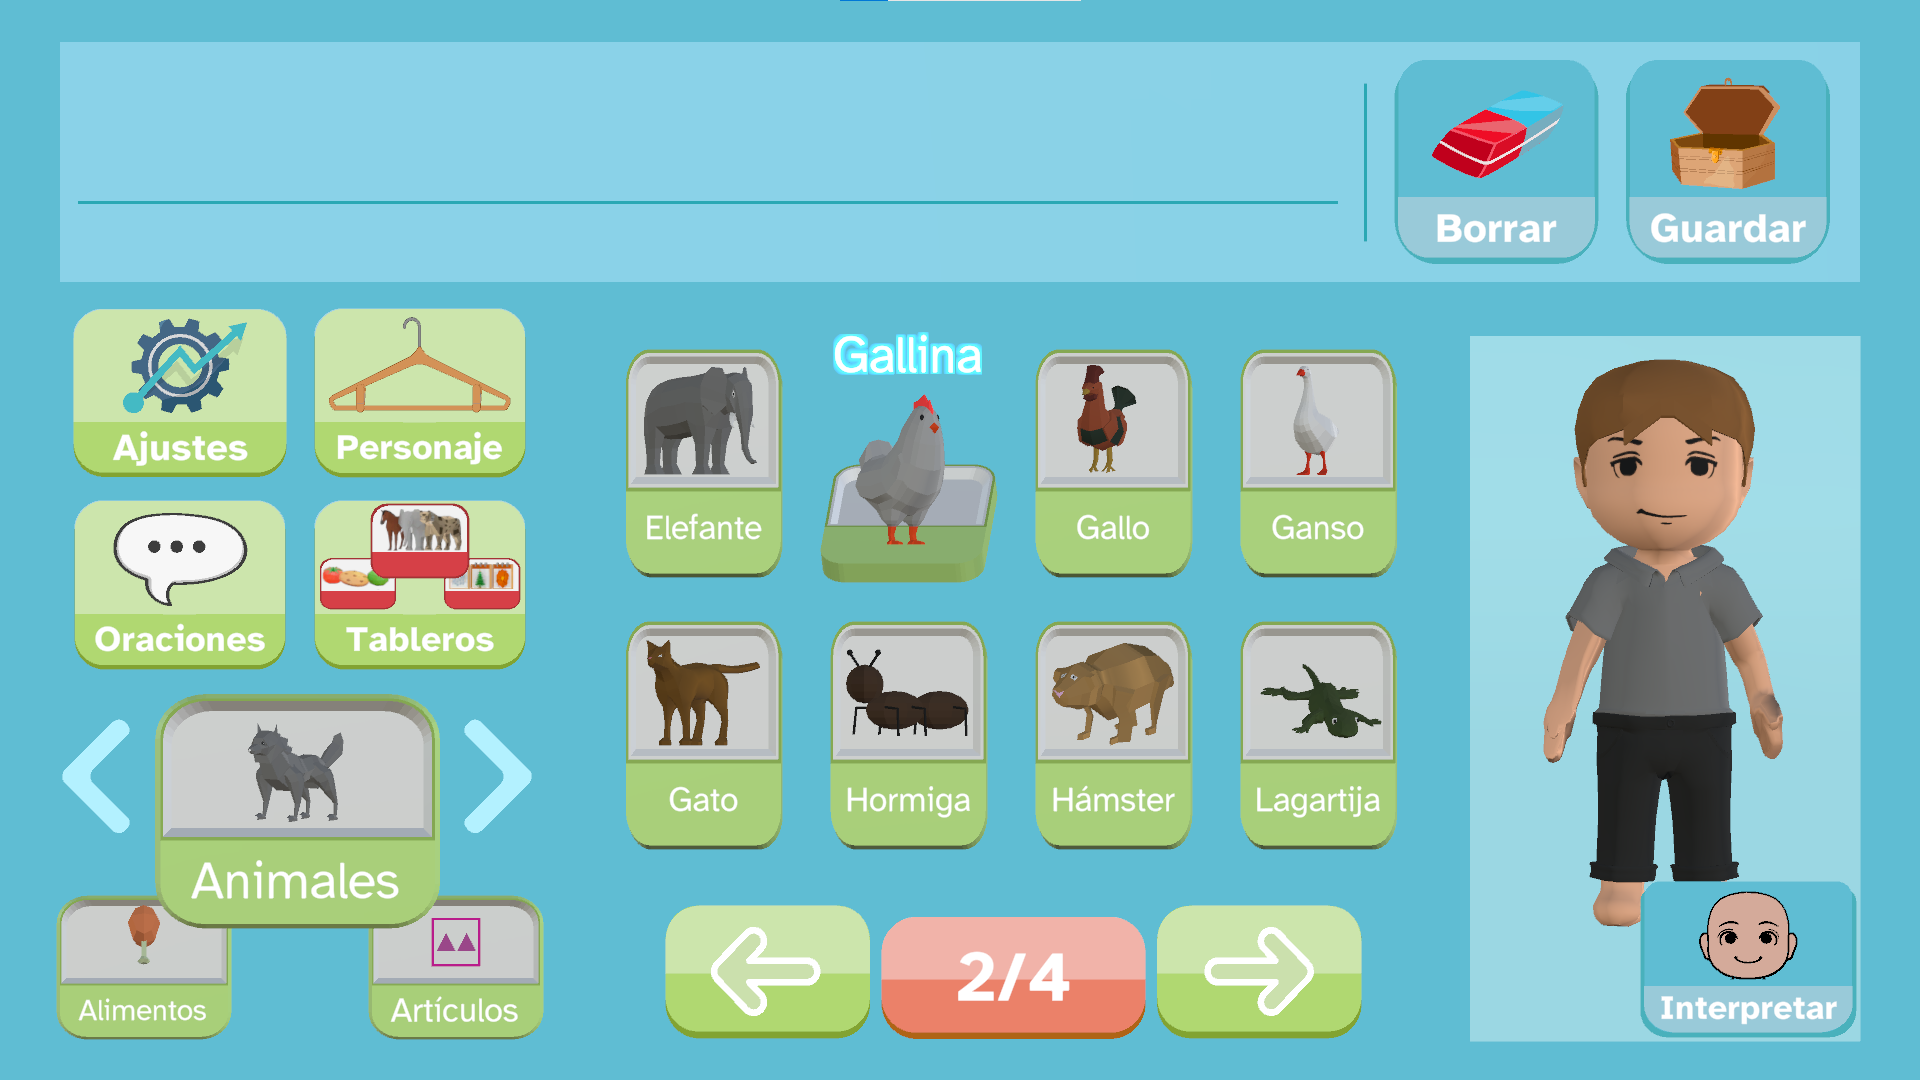 Borrar
Guardar
Ajustes
Personaje
Oraciones
Tableros
Animales
Alimentos
Artículos
Elefante
Gallina
Gallo
Ganso
Gato
Hormiga
Hámster
Lagartija
2/4
Interpretar